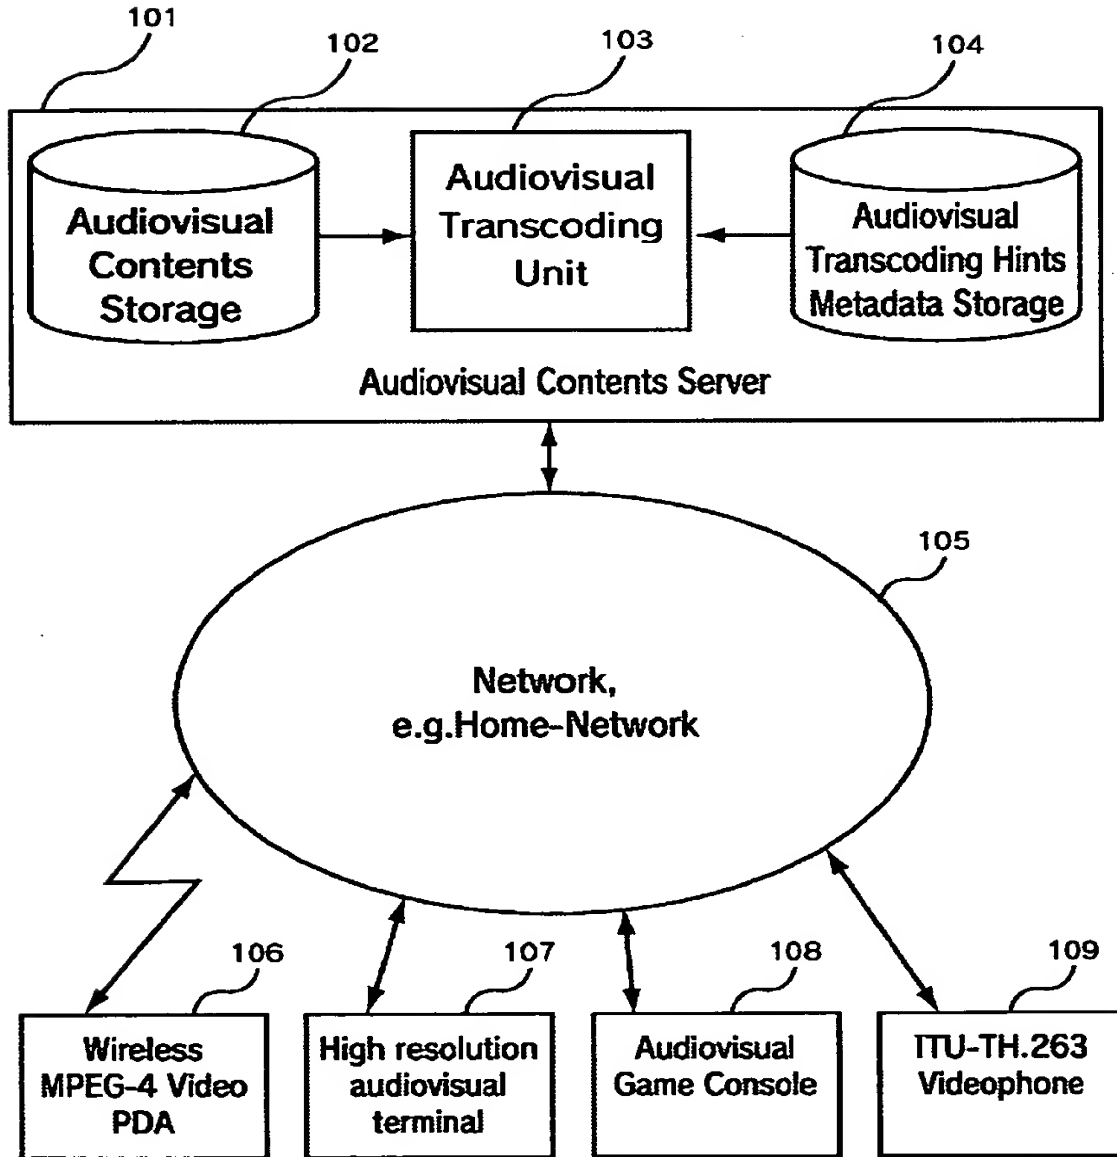 101
102
103
104
Audiovisual
Contents
Storage
Audiovisual
Transcoding
Unit
Audiovisual
Transcoding Hints
Metadata Storage
Audiovisual Contents Server
105
Network,
e.g.Home-Network
106
107
108
109
Wireless
MPEG-4 Video
PDA
High resolution
audiovisual
terminal
Audiovisual
Game Console
ITU-TH.263
Videophone